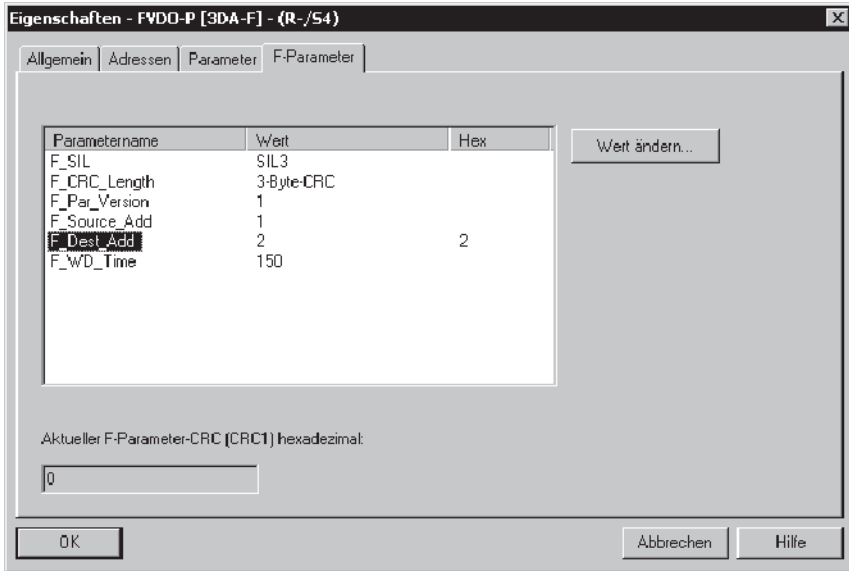 Eigenschaften - FVDO-P [3DA-F] - (R-/S4)
Allgemein Adressen Parameter F-Parameter
Parametername Wert Hex
F_SIL SIL3
F_CRC_Length 3-Byte-CRC
F_Par_Version 1
F_Source_Add 1
F_Dest_Add 2 2
F_WD_Time 150
Wert ändern...
Aktueller F-Parameter-CRC (CRC1) hexadezimal:
0
OK Abbrechen Hilfe